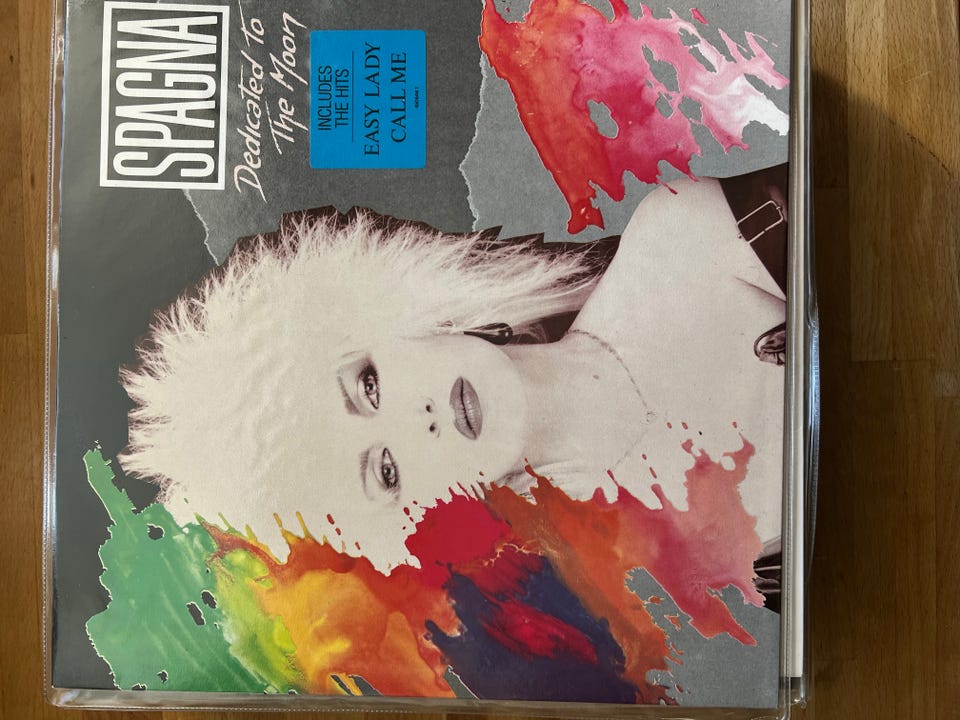 SPAGNA
Dedicated to
The Moon
INCLUDES
THE HITS
EASY LADY
CALL ME